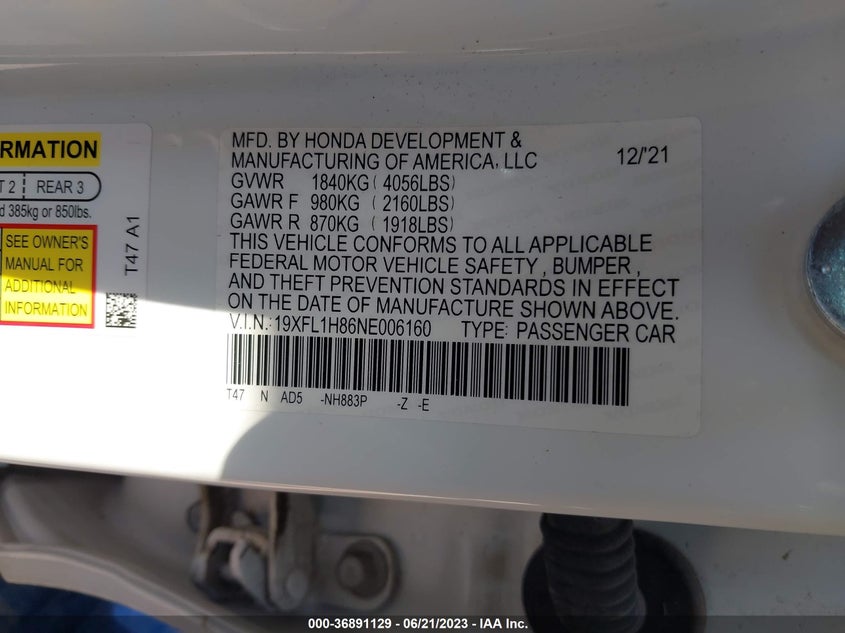 RMATION
T 2 | REAR 3
d 385kg or 850lbs.
SEE OWNER'S
MANUAL FOR
ADDITIONAL
INFORMATION
T47 A1
MFD. BY HONDA DEVELOPMENT &
MANUFACTURING OF AMERICA, LLC 12/'21
GVWR 1840KG ( 4056LBS)
GAWR F 980KG ( 2160LBS)
GAWR R 870KG ( 1918LBS)
THIS VEHICLE CONFORMS TO ALL APPLICABLE
FEDERAL MOTOR VEHICLE SAFETY , BUMPER ,
AND THEFT PREVENTION STANDARDS IN EFFECT
ON THE DATE OF MANUFACTURE SHOWN ABOVE.
V.I.N.: 19XFL1H86NE006160 TYPE: PASSENGER CAR
T47 N AD5 -NH883P -Z -E
000-36891129 - 06/21/2023 - IAA Inc.